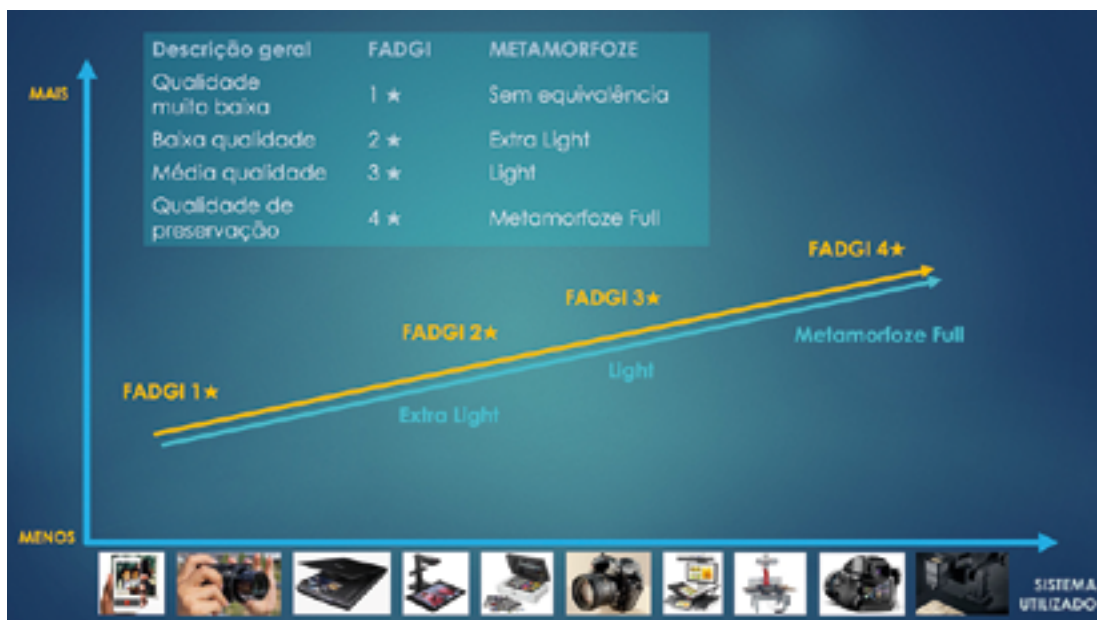 Descrição geral FADGI METAMORFOZE
Qualidade
muito baixa 1 ★ Sem equivalência
Baixa qualidade 2 ★ Extra Light
Média qualidade 3 ★ Light
Qualidade de
preservação 4 ★ Metamorfoze Full
MAIS
FADGI 4★
FADGI 3★
FADGI 2★
Metamorfoze Full
Light
FADGI 1★
Extra Light
MENOS
SISTEMA
UTILIZADO